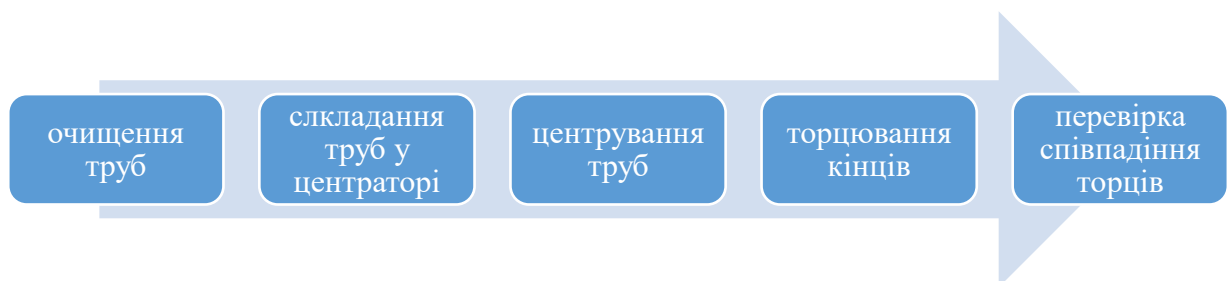 очищення
труб
слкладання
труб у
центраторі
центрування
труб
торцювання
кінців
перевірка
співпадіння
торців